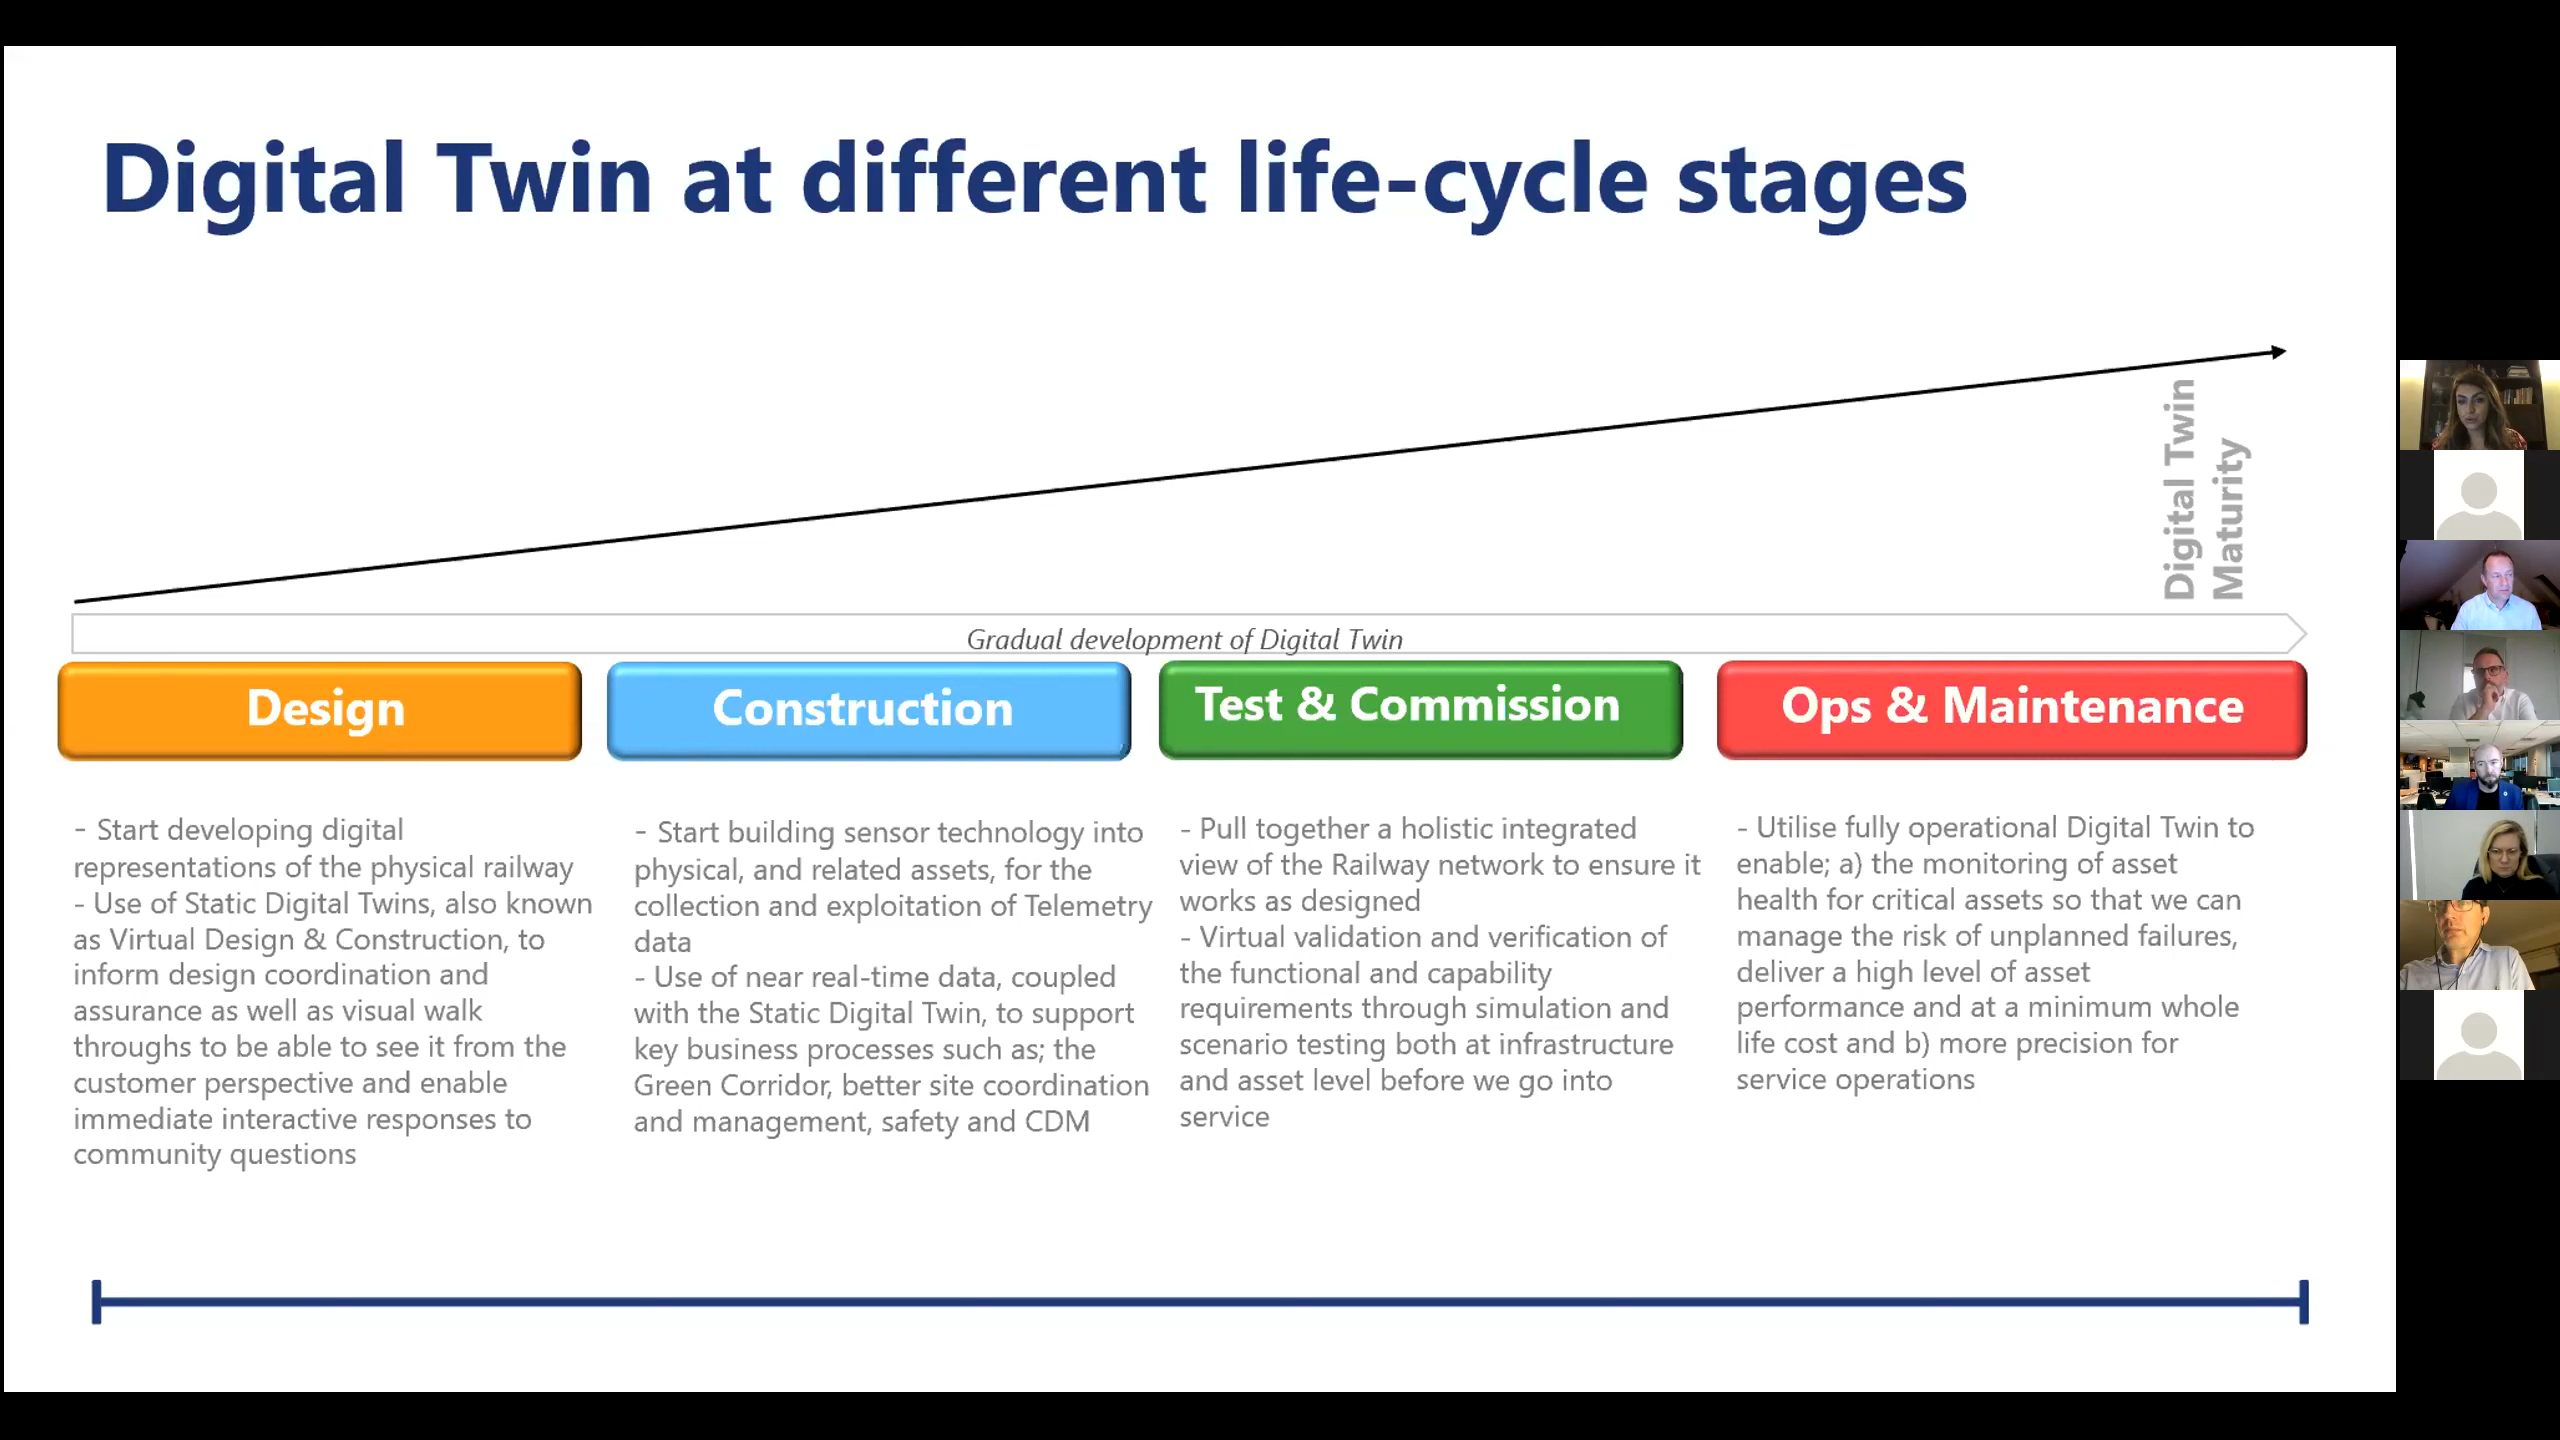 Digital Twin at different life-cycle stages
Digital Twin
Maturity
Gradual development of Digital Twin
Design
- Start developing digital
representations of the physical railway
- Use of Static Digital Twins, also known
as Virtual Design & Construction, to
inform design coordination and
assurance as well as visual walk
throughs to be able to see it from the
customer perspective and enable
immediate interactive responses to
community questions
Construction
- Start building sensor technology into
physical, and related assets, for the
collection and exploitation of Telemetry
data
- Use of near real-time data, coupled
with the Static Digital Twin, to support
key business processes such as; the
Green Corridor, better site coordination
and management, safety and CDM
Test & Commission
- Pull together a holistic integrated
view of the Railway network to ensure it
works as designed
- Virtual validation and verification of
the functional and capability
requirements through simulation and
scenario testing both at infrastructure
and asset level before we go into
service
Ops & Maintenance
- Utilise fully operational Digital Twin to
enable; a) the monitoring of asset
health for critical assets so that we can
manage the risk of unplanned failures,
deliver a high level of asset
performance and at a minimum whole
life cost and b) more precision for
service operations